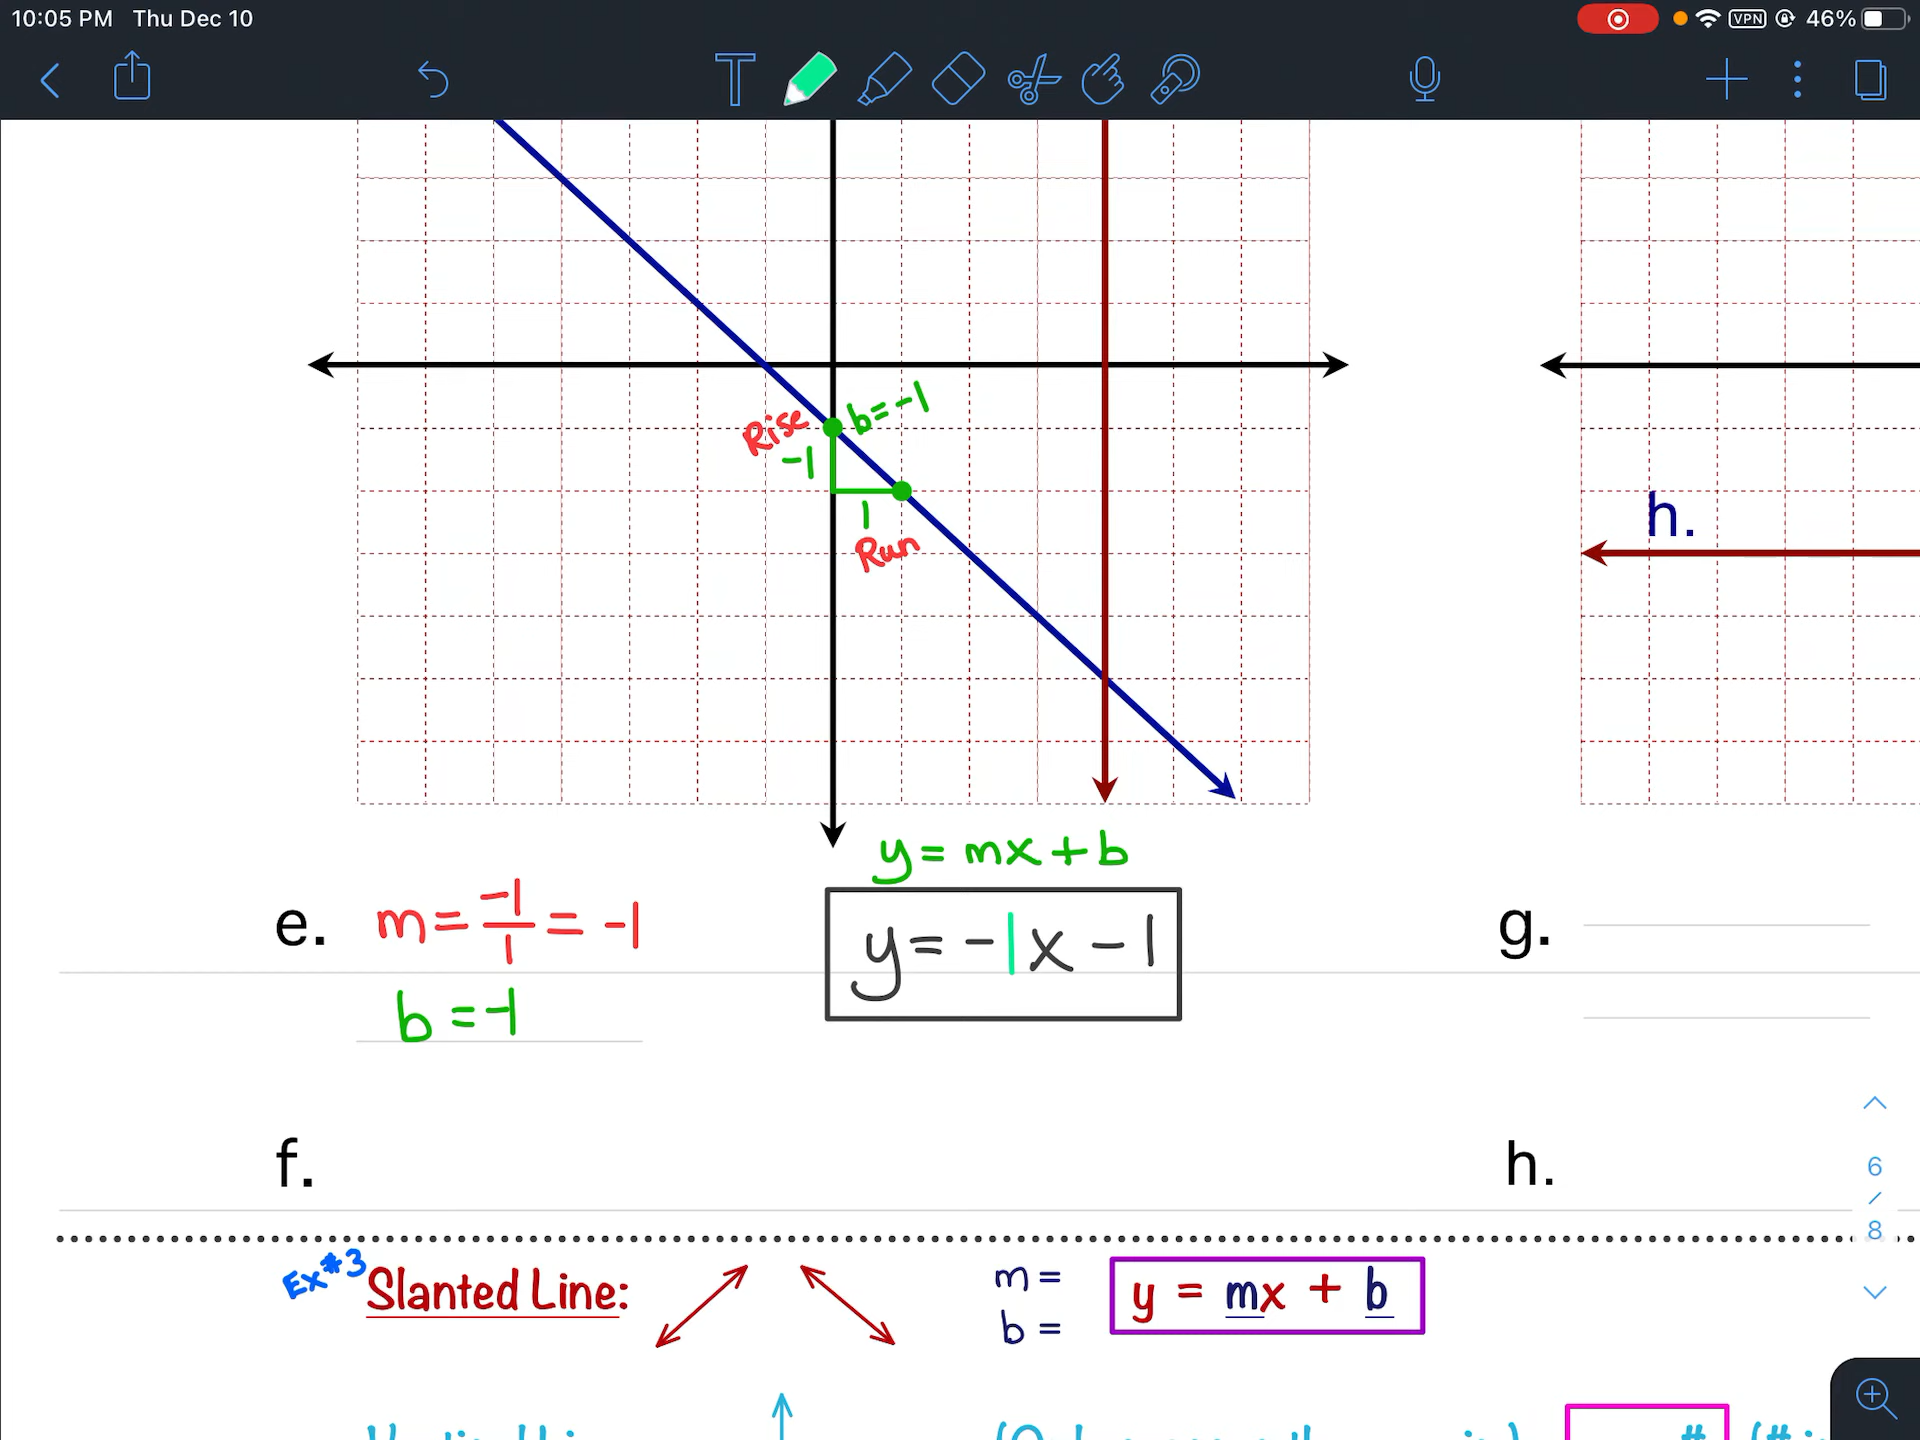 10:05 PM Thu Dec 10
VPN 46%
T
b=-1
Rise
-1
1
Run
h.
y= mx+b
e. m= -1/1 = -1
y= -1x-1
g.
b=-1
f.
h.
6
/
8
Ex#3 Slanted Line:
m=
y = mx + b
b=